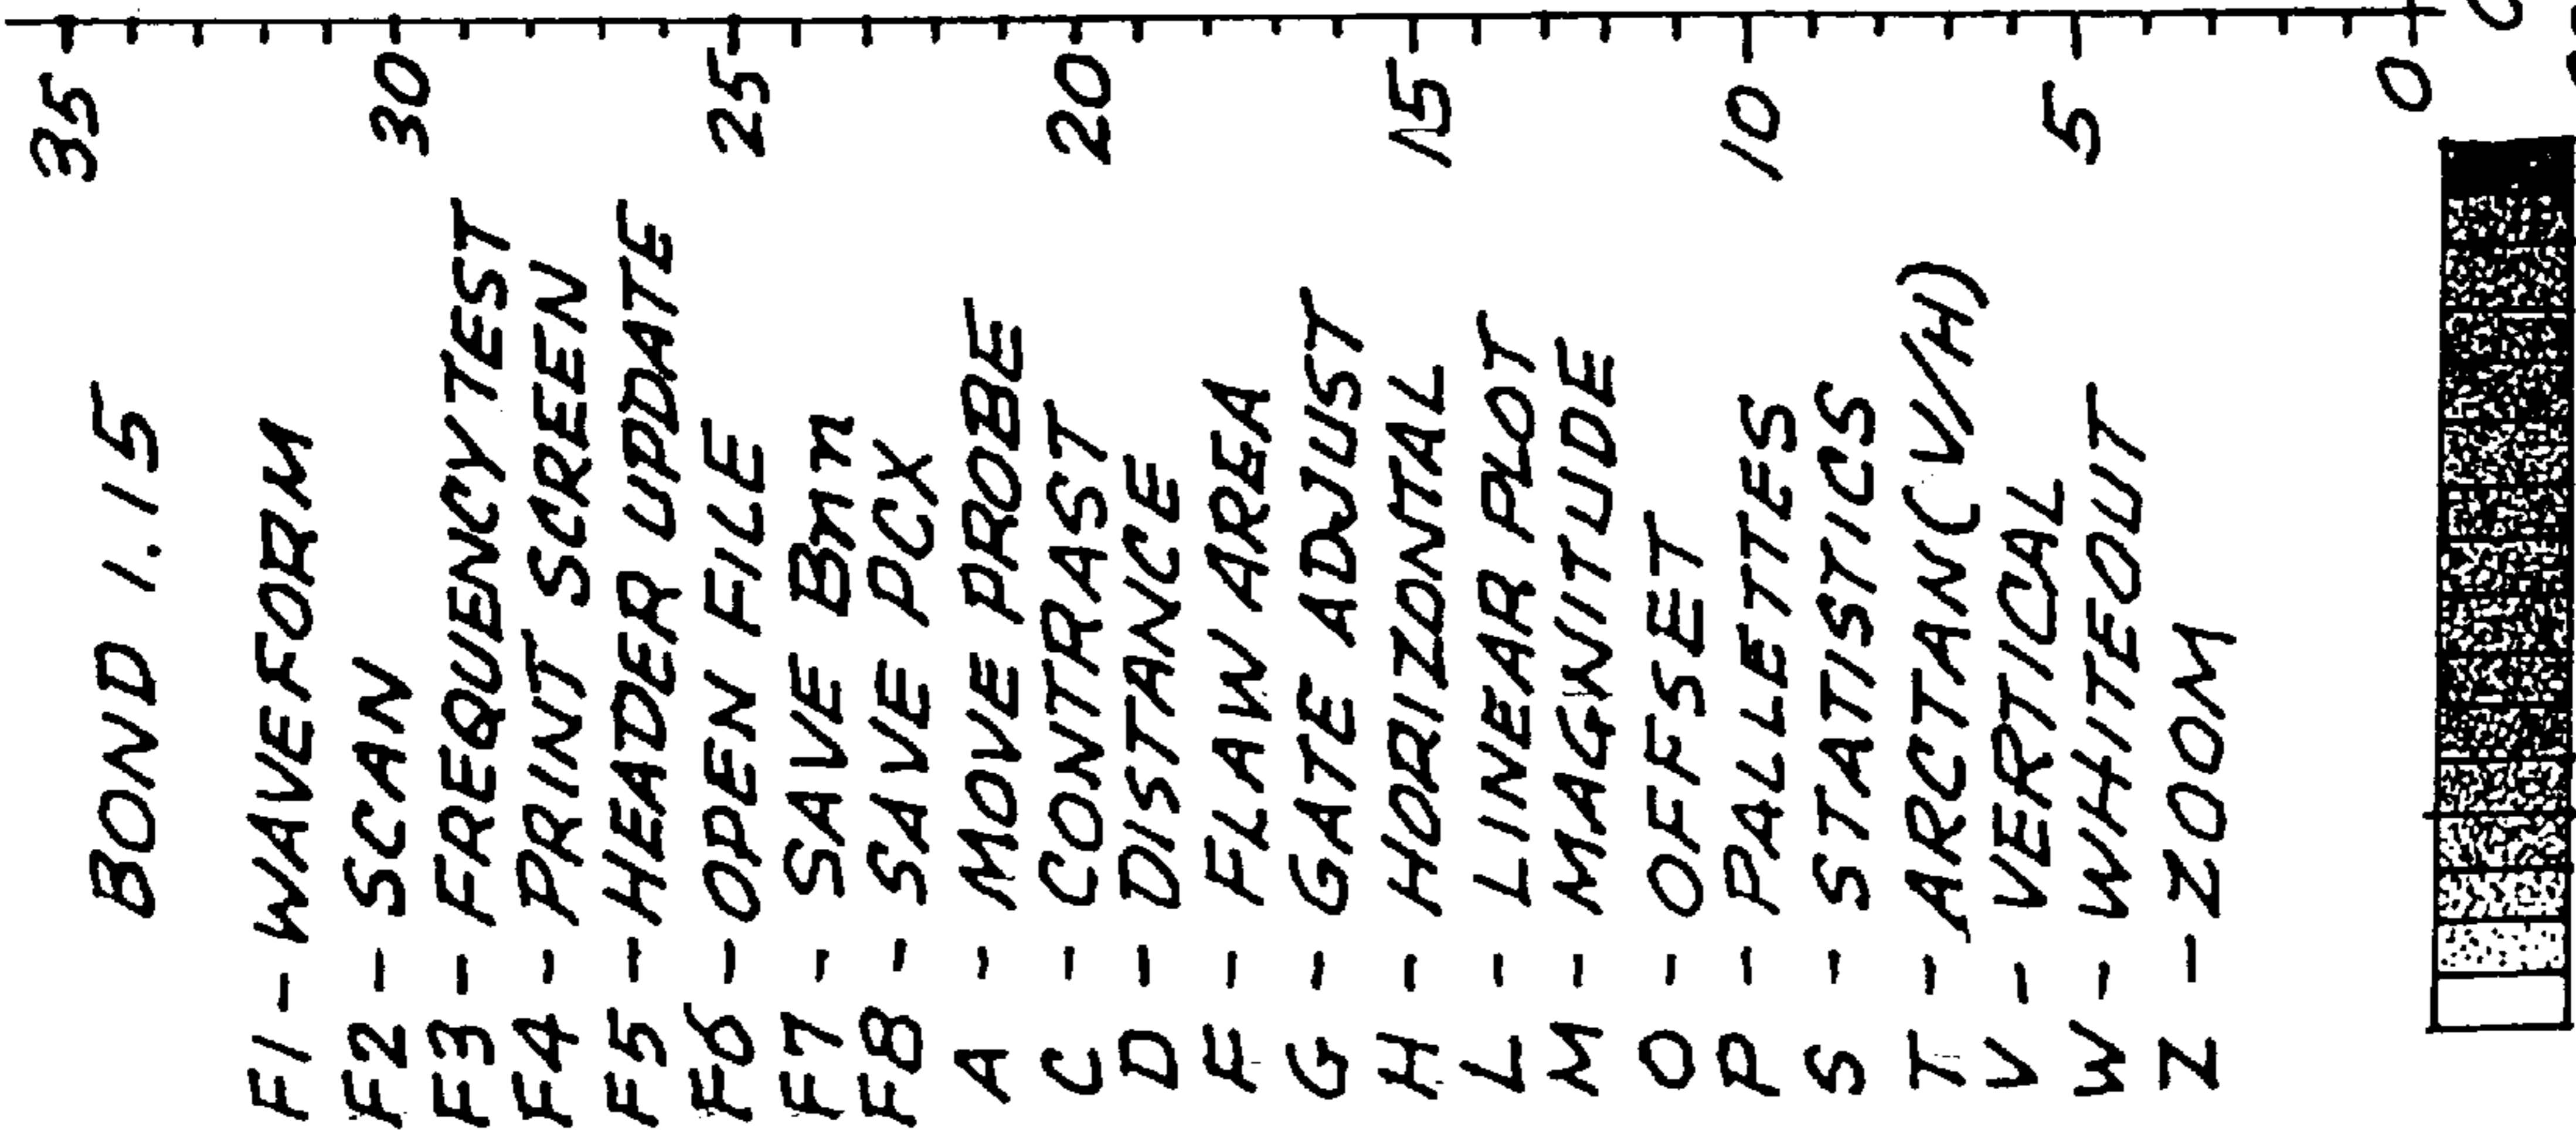 BOND 1.15
F1 - WAVEFORM
F2 - SCAN
F3 - FREQUENCY TEST
F4 - PRINT SCREEN
F5 - HEADER UPDATE
F6 - OPEN FILE
F7 - SAVE Bnn
F8 - SAVE PCX
A - MOVE PROBE
C - CONTRAST
D - DISTANCE
F - FLAW AREA
G - GATE ADJUST
H - HORIZONTAL
L - LINEAR PLOT
M - MAGNITUDE
O - OFFSET
P - PALLETTES
S - STATISTICS
T - ARCTAN(V/H)
V - VERTICAL
W - WHITEOUT
Z - ZOOM
35
30
25
20
15
10
5
0